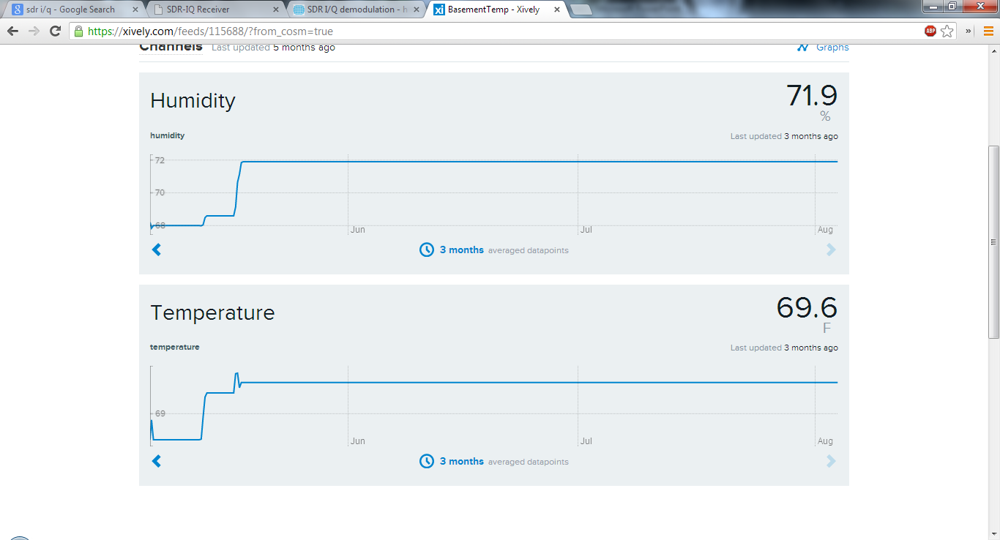 sdr i/q - Google Search
SDR-IQ Receiver
SDR I/Q demodulation - h
xi BasementTemp - Xively
https://xively.com/feeds/115688/?from_cosm=true
ABP
»
Channels Last updated 5 months ago
Graphs
Humidity
71.9
%
humidity
Last updated 3 months ago
72
70
68
Jun
Jul
Aug
3 months averaged datapoints
Temperature
69.6
F
temperature
Last updated 3 months ago
69
Jun
Jul
Aug
3 months averaged datapoints